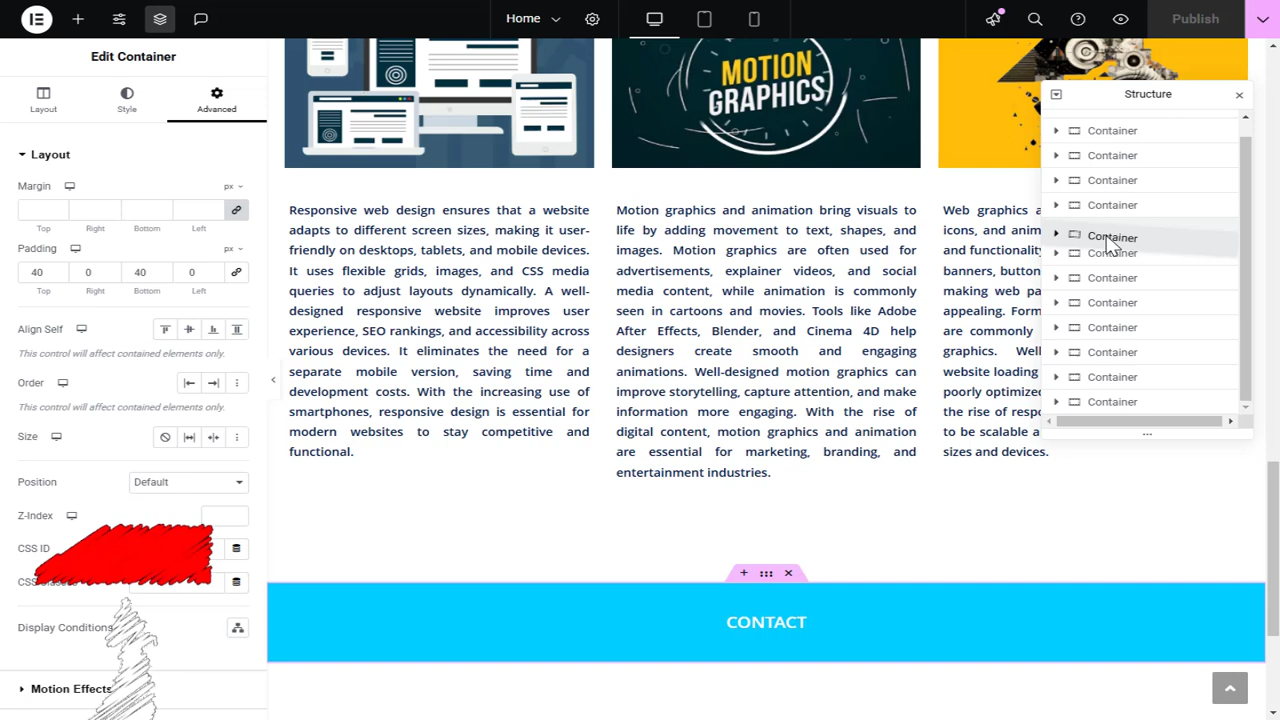 Home
Publish
Edit Container
Layout
Style
Advanced
Layout
Margin
px
Top Right Bottom Left
Padding
px
40 0 40 0
Top Right Bottom Left
Align Self
This control will affect contained elements only.
Order
This control will affect contained elements only.
Size
Position
Default
Z-Index
CSS ID
Display Conditions
Motion Effects
MOTION
GRAPHICS
Responsive web design ensures that a website
adapts to different screen sizes, making it user-
friendly on desktops, tablets, and mobile devices.
It uses flexible grids, images, and CSS media
queries to adjust layouts dynamically. A well-
designed responsive website improves user
experience, SEO rankings, and accessibility across
various devices. It eliminates the need for a
separate mobile version, saving time and
development costs. With the increasing use of
smartphones, responsive design is essential for
modern websites to stay competitive and
functional.
Motion graphics and animation bring visuals to
life by adding movement to text, shapes, and
images. Motion graphics are often used for
advertisements, explainer videos, and social
media content, while animation is commonly
seen in cartoons and movies. Tools like Adobe
After Effects, Blender, and Cinema 4D help
designers create smooth and engaging
animations. Well-designed motion graphics can
improve storytelling, capture attention, and make
information more engaging. With the rise of
digital content, motion graphics and animation
are essential for marketing, branding, and
entertainment industries.
Web graphics a
icons, and anim
and functionality
banners, button
making web pa
appealing. Form
are commonly
graphics. Well
website loading
poorly optimized
the rise of respo
to be scalable a
sizes and devices.
Structure
Container
Container
Container
Container
Container
Container
Container
Container
Container
Container
Container
Container
CONTACT